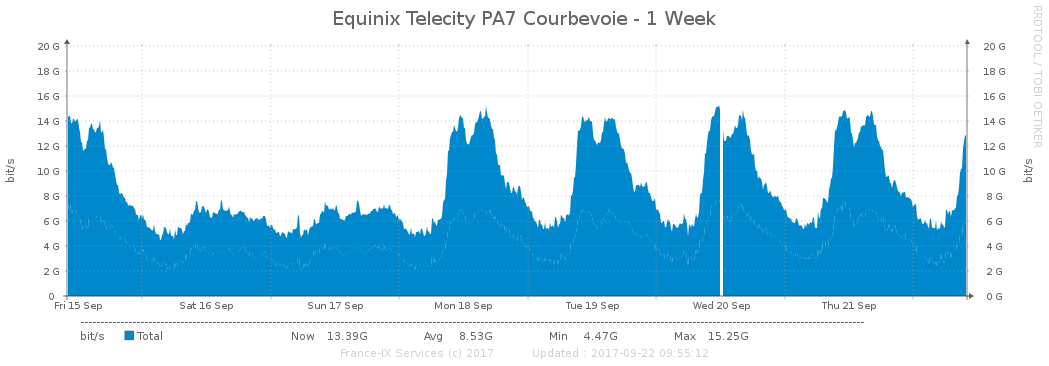 Equinix Telecity PA7 Courbevoie - 1 Week
RRDTOOL / TOBI OETIKER
20 G 20 G
18 G 18 G
16 G 16 G
14 G 14 G
12 G 12 G
10 G 10 G
8 G 8 G
6 G 6 G
4 G 4 G
2 G 2 G
0 0 G
bit/s
bit/s
Fri 15 Sep Sat 16 Sep Sun 17 Sep Mon 18 Sep Tue 19 Sep Wed 20 Sep Thu 21 Sep
bit/s Total Now 13.39G Avg 8.53G Min 4.47G Max 15.25G
France-IX Services (c) 2017 Updated : 2017-09-22 09:55:12